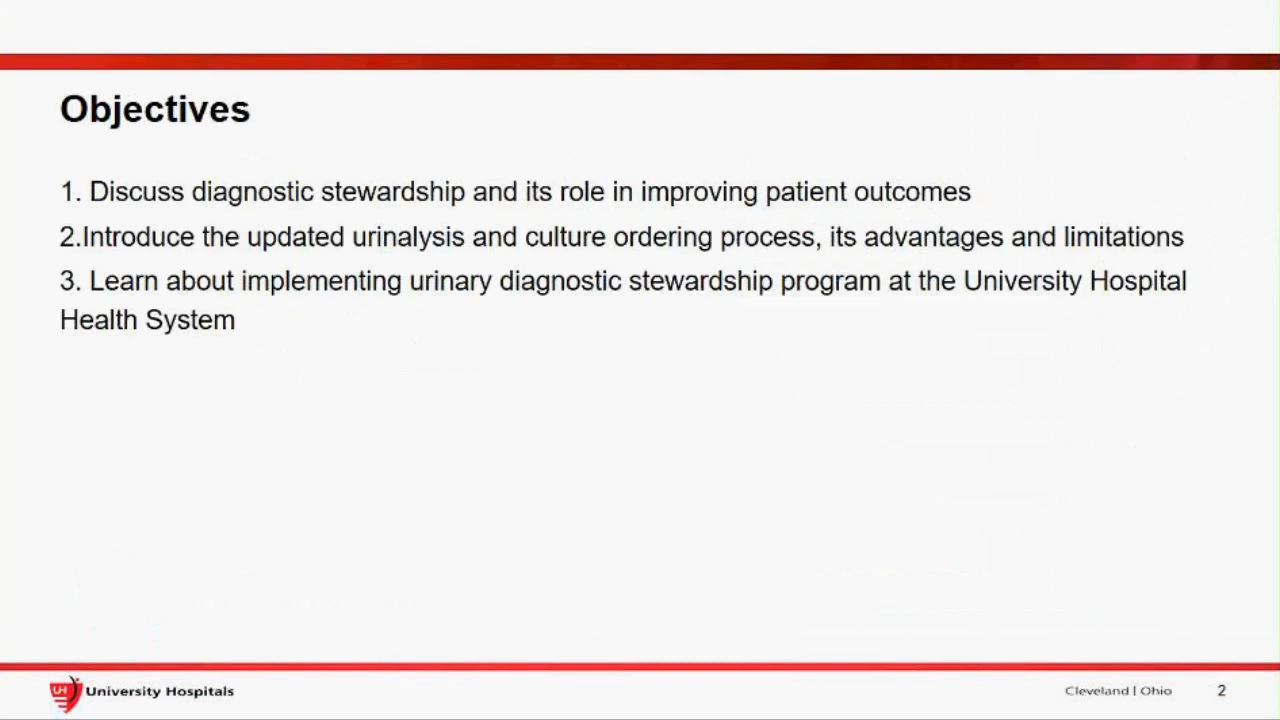 Objectives
1. Discuss diagnostic stewardship and its role in improving patient outcomes
2.Introduce the updated urinalysis and culture ordering process, its advantages and limitations
3. Learn about implementing urinary diagnostic stewardship program at the University Hospital
Health System
UH University Hospitals
Cleveland | Ohio 2